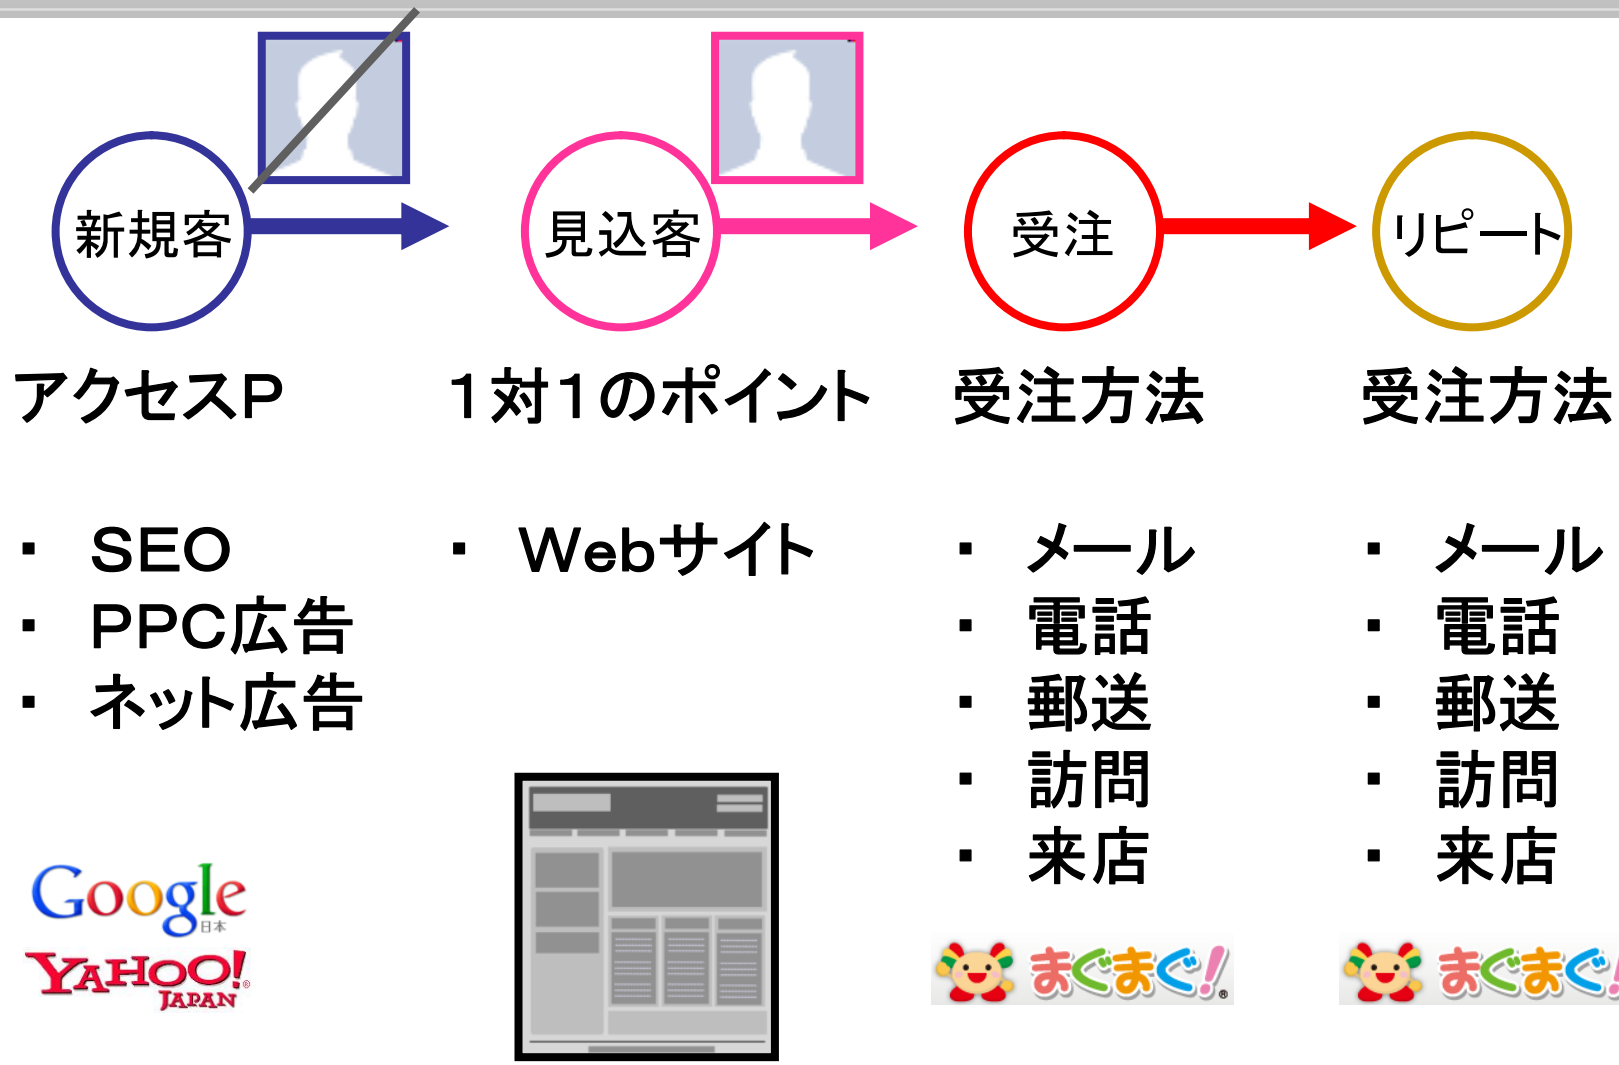 新規客
見込客
受注
リピート
アクセスP
1対1のポイント
受注方法
受注方法
・ SEO
・ PPC広告
・ ネット広告
・ Webサイト
・ メール
・ 電話
・ 郵送
・ 訪問
・ 来店
・ メール
・ 電話
・ 郵送
・ 訪問
・ 来店
Google
日本
YAHOO!
JAPAN
まぐまぐ!
まぐまぐ!